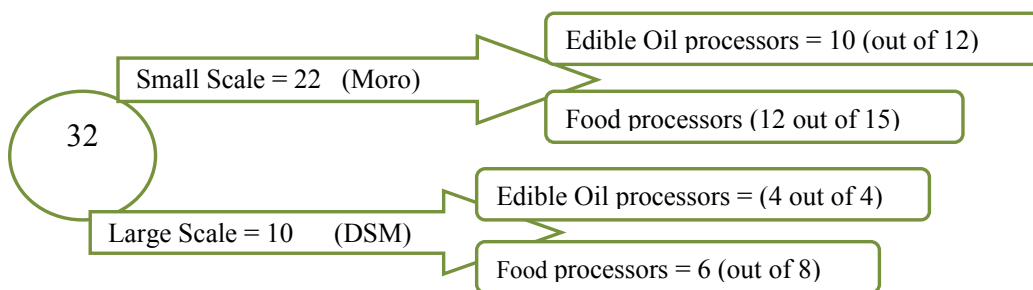 Edible Oil processors = 10 (out of 12)
Small Scale = 22 (Moro)
Food processors (12 out of 15)
32
Edible Oil processors = (4 out of 4)
Large Scale = 10 (DSM)
Food processors = 6 (out of 8)